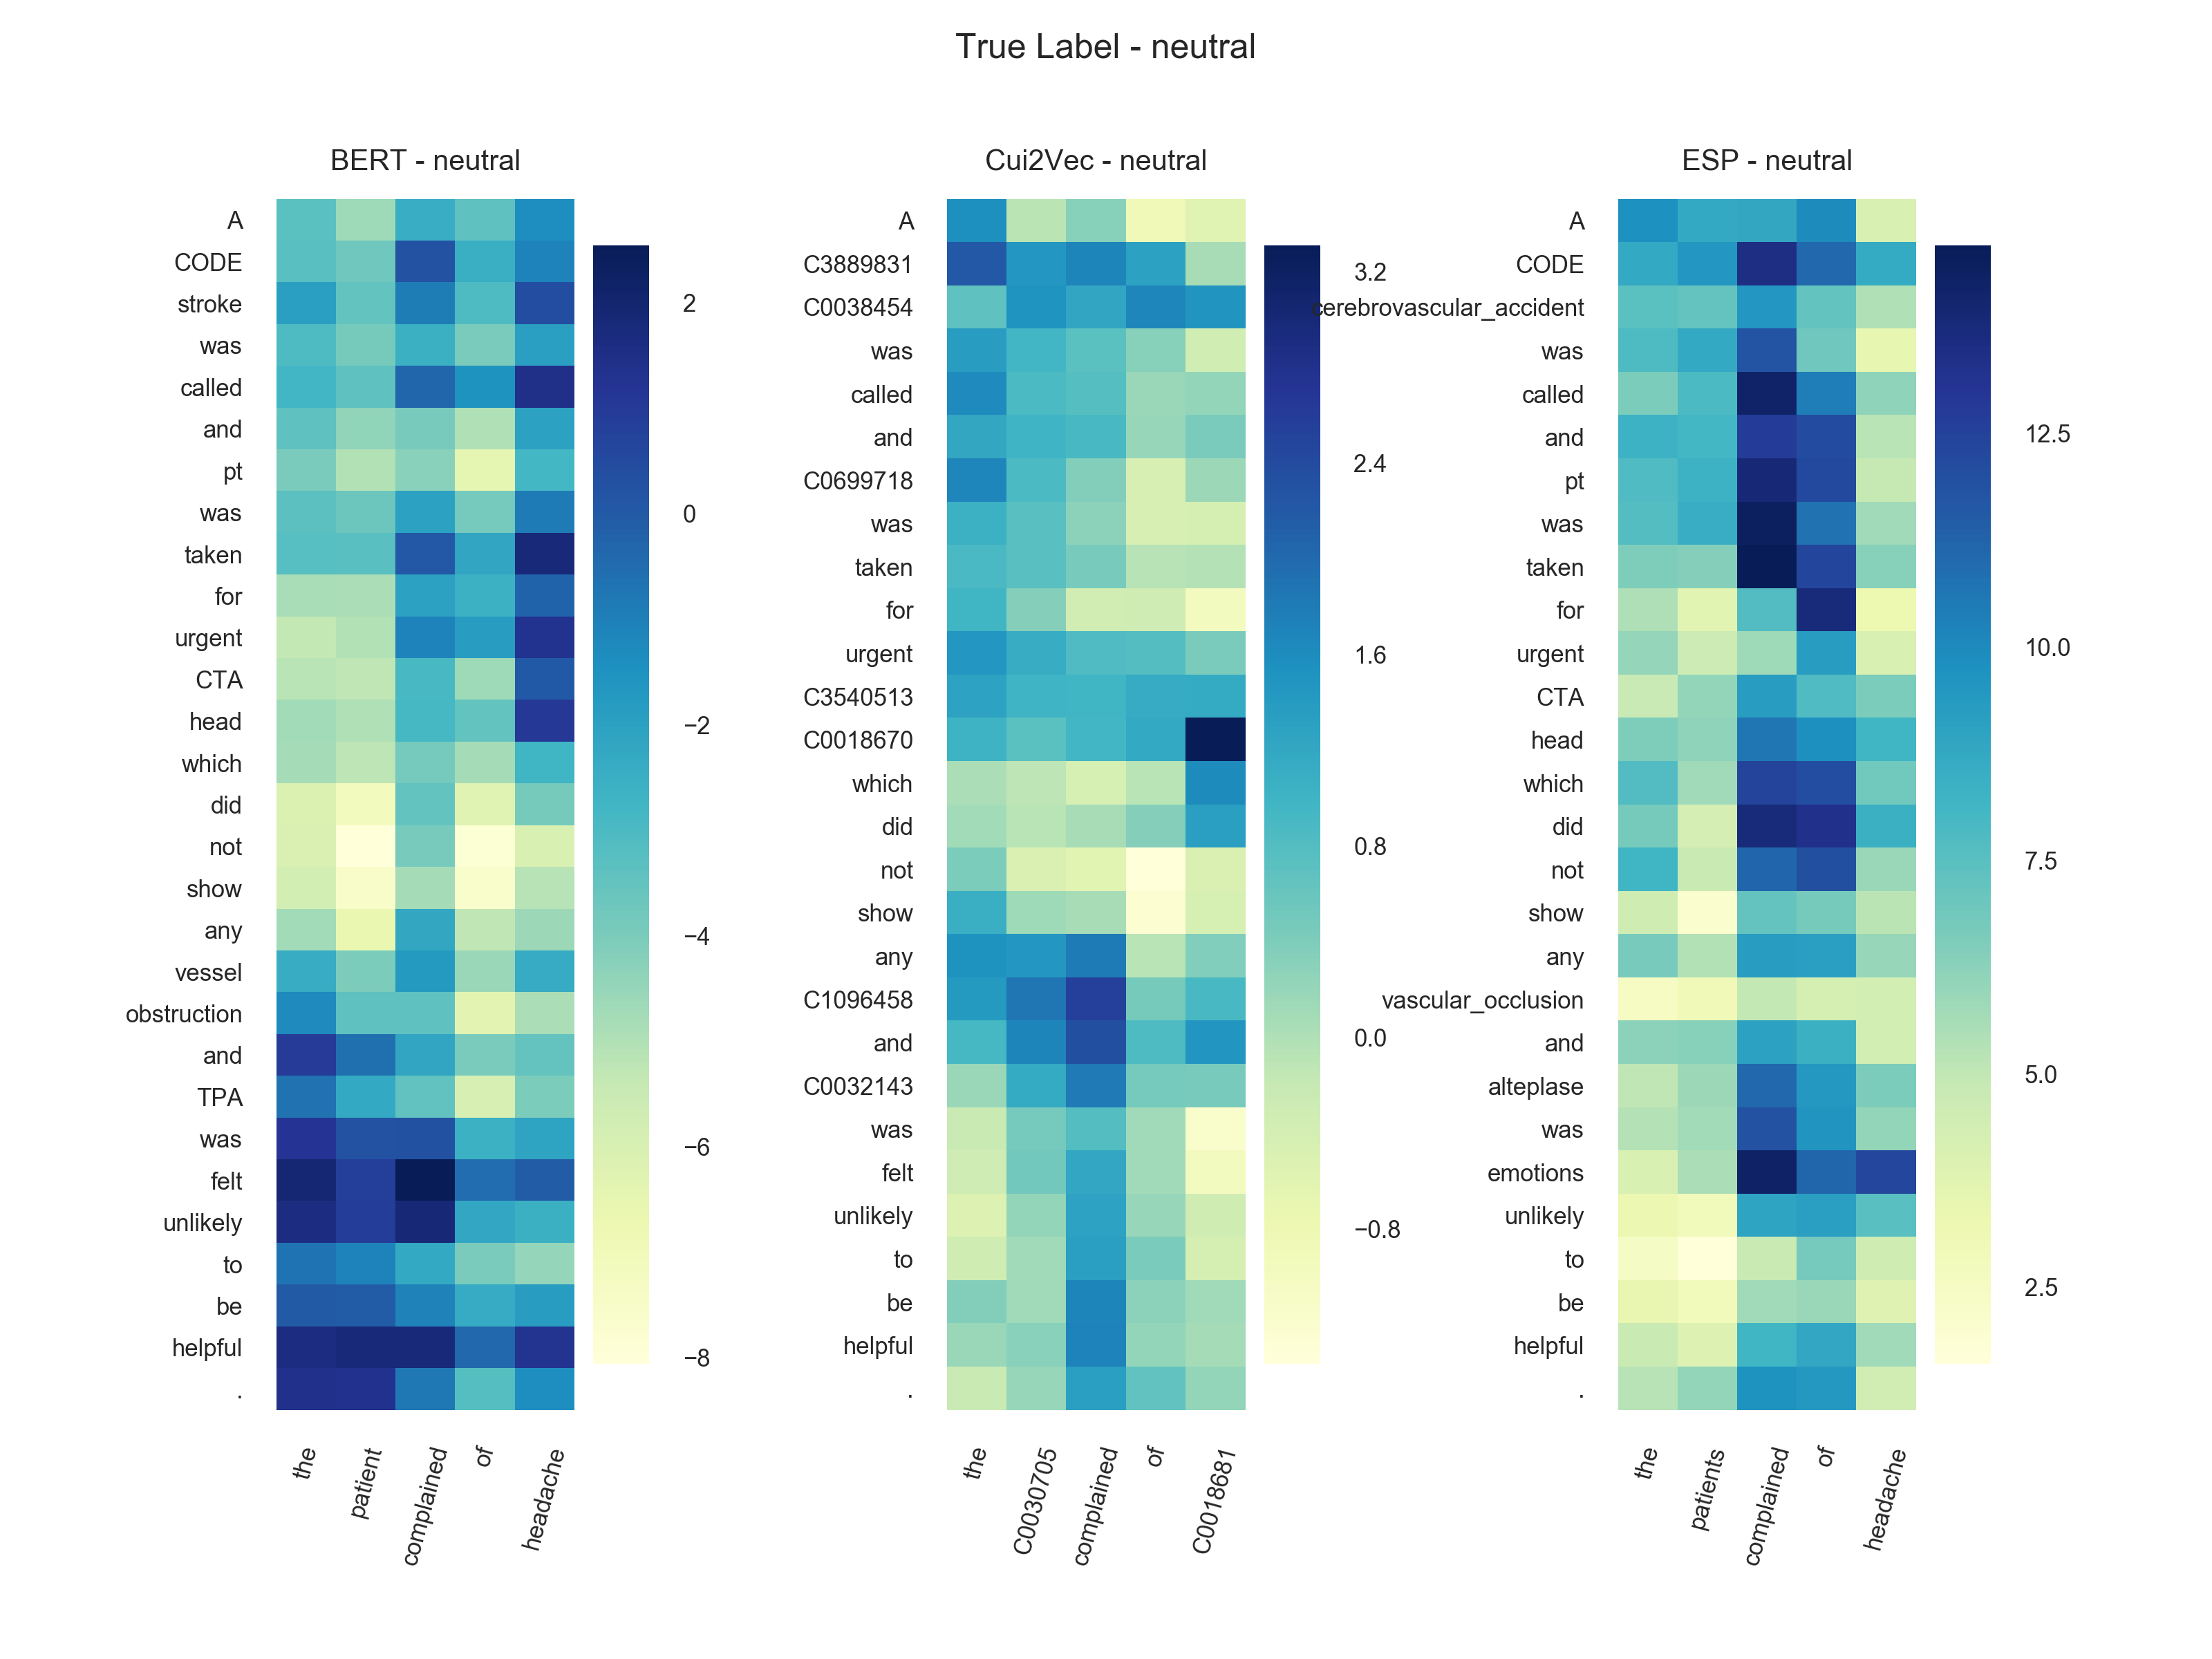 True Label - neutral
BERT - neutral
A
CODE
stroke
was
called
and
pt
was
taken
for
urgent
CTA
head
which
did
not
show
any
vessel
obstruction
and
TPA
was
felt
unlikely
to
be
helpful
.
the
patient
complained
of
headache
2
0
−2
−4
−6
−8
Cui2Vec - neutral
A
C3889831
C0038454
was
called
and
C0699718
was
taken
for
urgent
C3540513
C0018670
which
did
not
show
any
C1096458
and
C0032143
was
felt
unlikely
to
be
helpful
.
the
C0030705
complained
of
C0018681
3.2
2.4
1.6
0.8
0.0
−0.8
ESP - neutral
A
CODE
cerebrovascular_accident
was
called
and
pt
was
taken
for
urgent
CTA
head
which
did
not
show
any
vascular_occlusion
and
alteplase
was
emotions
unlikely
to
be
helpful
.
the
patients
complained
of
headache
12.5
10.0
7.5
5.0
2.5